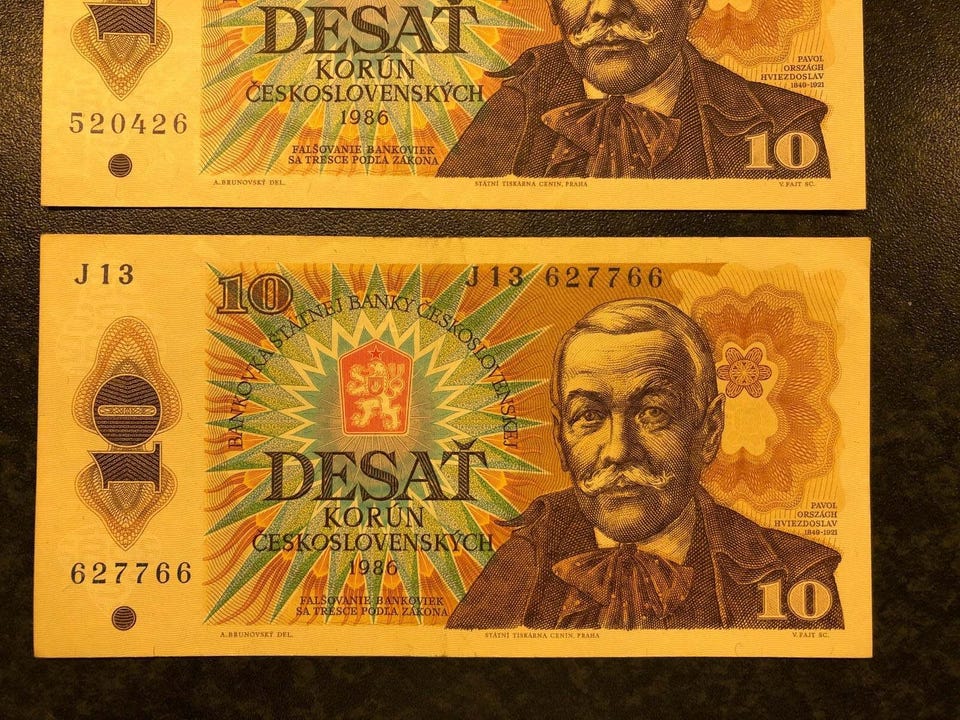 DESAŤ
KORÚN
ČESKOSLOVENSKÝCH
1986
FALŠOVANIE BANKOVIEK
SA TRESCE PODĽA ZÁKONA
520426
PAVOL
ORSZÁGH
HVIEZDOSLAV
1849-1921
10
A. BRUNOVSKÝ DEL.
STÁTNÍ TISKÁRNA CENIN, PRAHA
V. FAJT SC.
J 13
10
J 13 627766
BANKOVKA ŠTÁTNEJ BANKY ČESKOSLOVENSKEJ
10
DESAŤ
KORÚN
ČESKOSLOVENSKÝCH
1986
FALŠOVANIE BANKOVIEK
SA TRESCE PODĽA ZÁKONA
627766
PAVOL
ORSZÁGH
HVIEZDOSLAV
1849-1921
10
A. BRUNOVSKÝ DEL.
STÁTNÍ TISKÁRNA CENIN, PRAHA
V. FAJT SC.